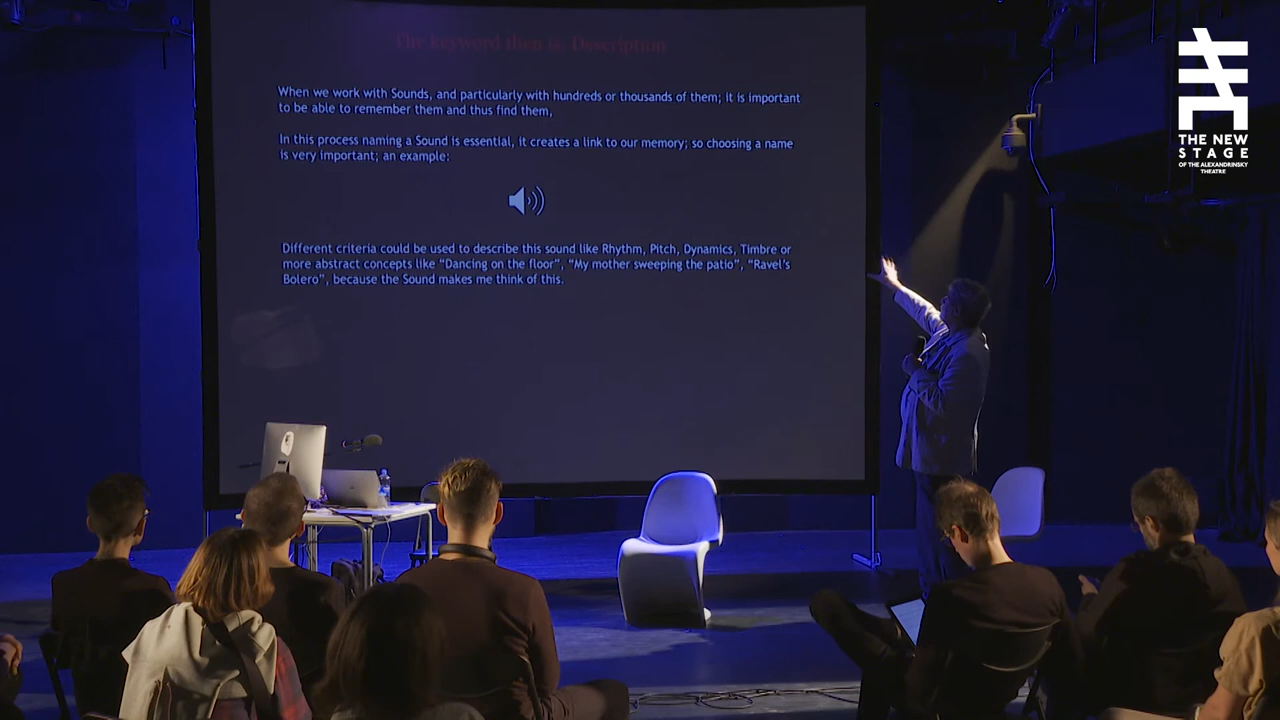 The keyword then is: Description
When we work with Sounds, and particularly with hundreds or thousands of them; it is important
to be able to remember them and thus find them,
In this process naming a Sound is essential, it creates a link to our memory; so choosing a name
is very important; an example:
Different criteria could be used to describe this sound like Rhythm, Pitch, Dynamics, Timbre or
more abstract concepts like “Dancing on the floor”, “My mother sweeping the patio”, “Ravel’s
Bolero”, because the Sound makes me think of this.
THE NEW
STAGE
OF THE ALEXANDRINSKY
THEATRE